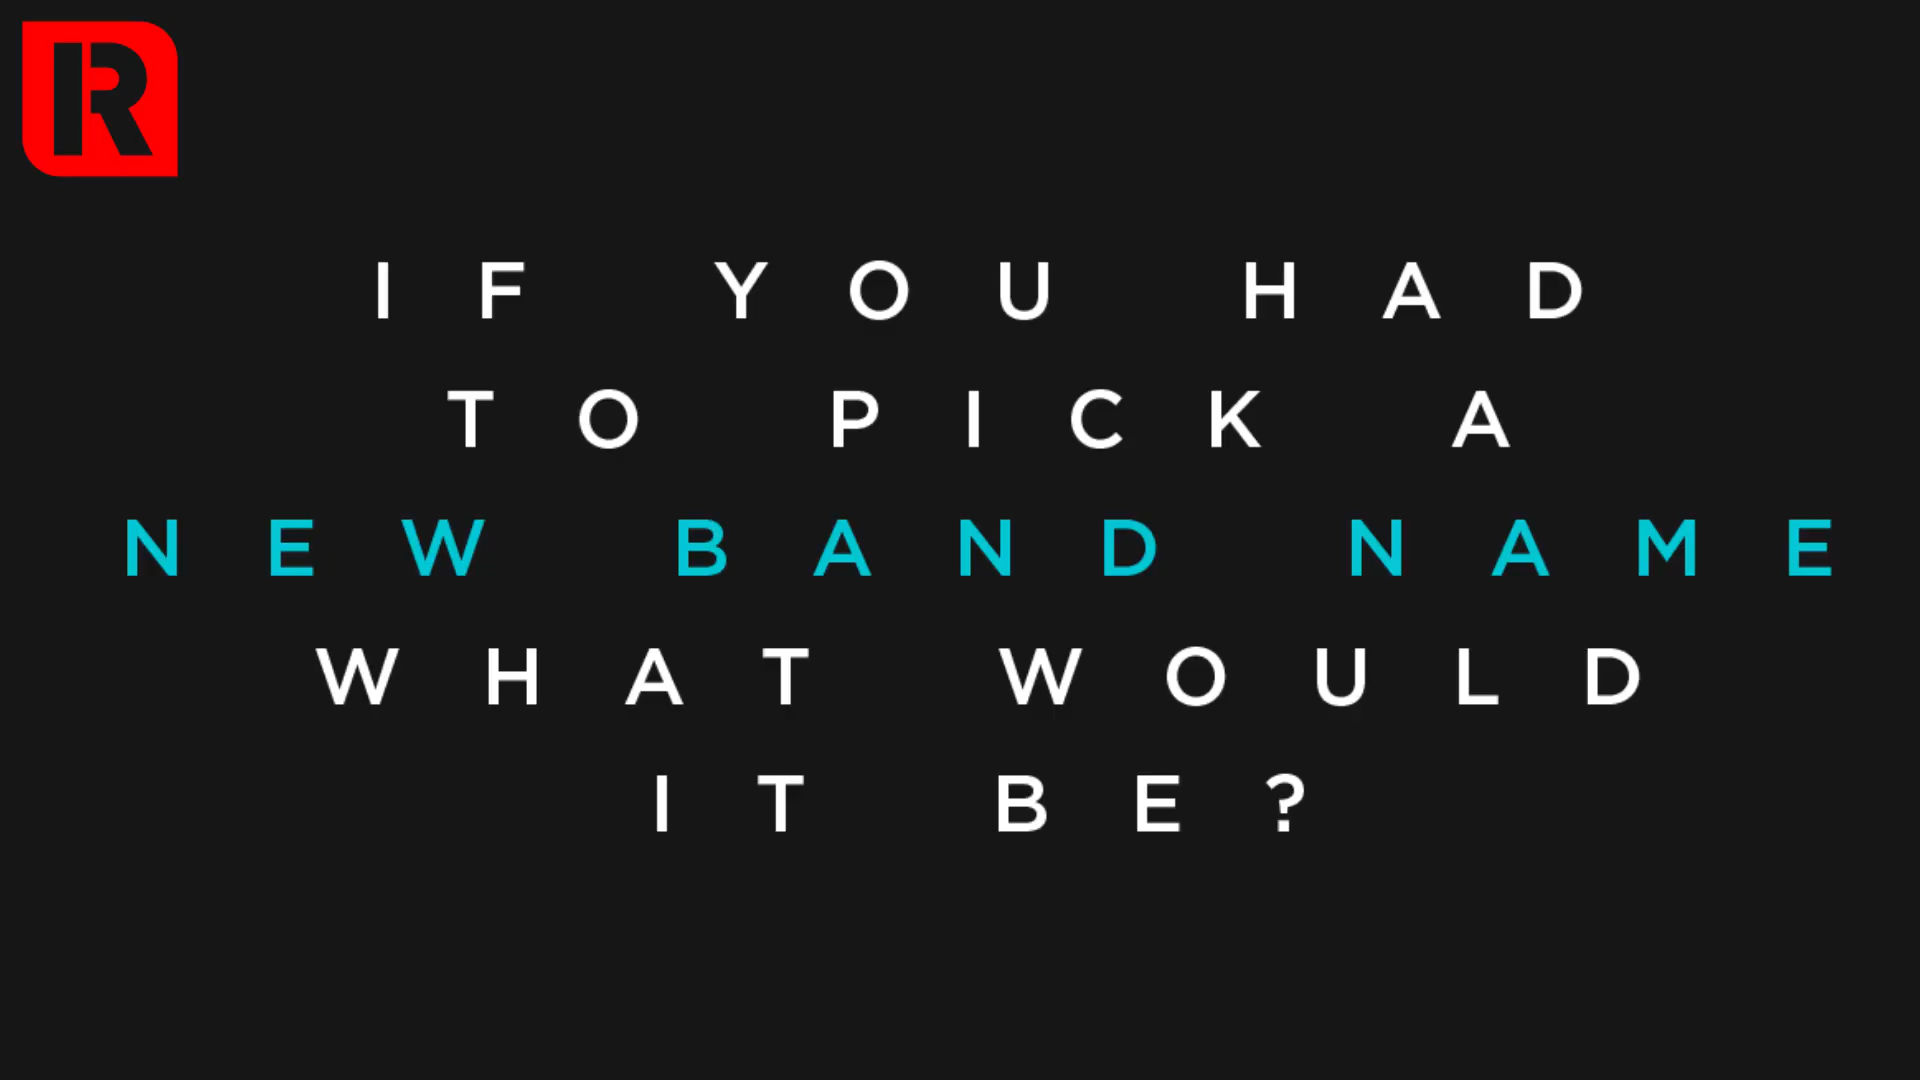 R
IF YOU HAD
TO PICK A
NEW BAND NAME
WHAT WOULD
IT BE?